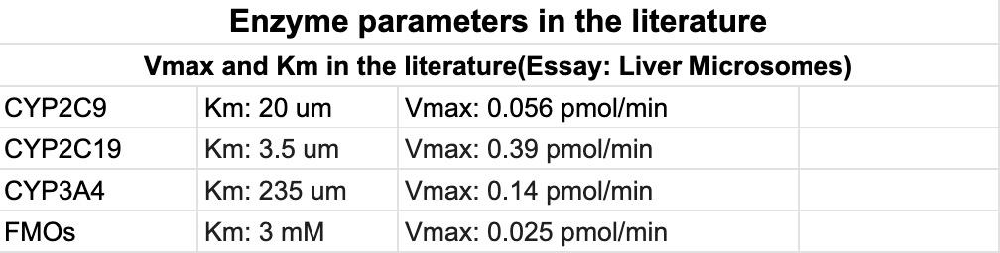 Enzyme parameters in the literature
Vmax and Km in the literature(Essay: Liver Microsomes)
CYP2C9 Km: 20 um Vmax: 0.056 pmol/min
CYP2C19 Km: 3.5 um Vmax: 0.39 pmol/min
CYP3A4 Km: 235 um Vmax: 0.14 pmol/min
FMOs Km: 3 mM Vmax: 0.025 pmol/min